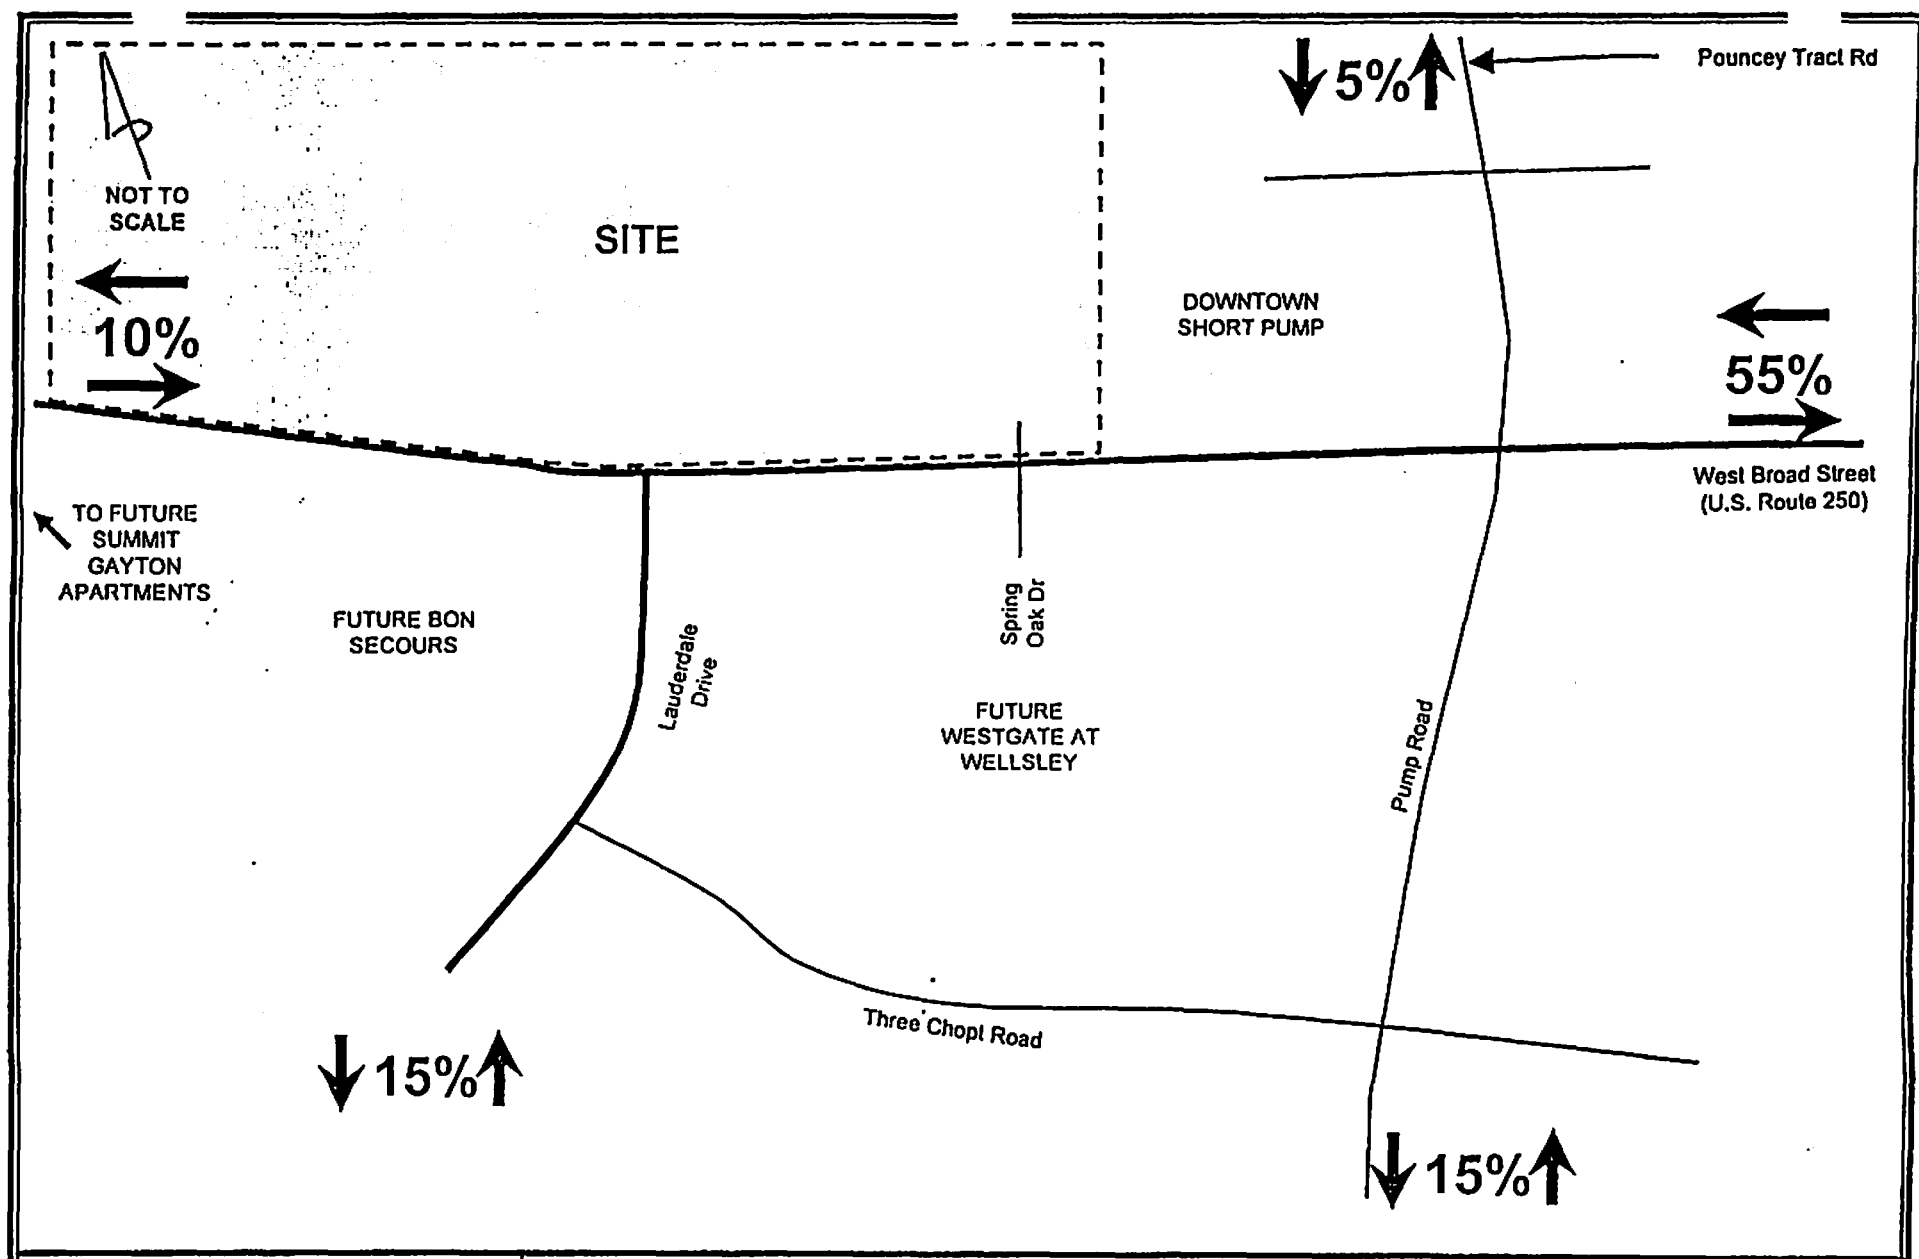 5%
Pouncey Tract Rd
NOT TO
SCALE
SITE
10%
DOWNTOWN
SHORT PUMP
55%
West Broad Street
(U.S. Route 250)
TO FUTURE
SUMMIT
GAYTON
APARTMENTS
FUTURE BON
SECOURS
Lauderdale
Drive
Spring
Oak Dr
FUTURE
WESTGATE AT
WELLSLEY
Pump Road
Three Chopt Road
15%
15%